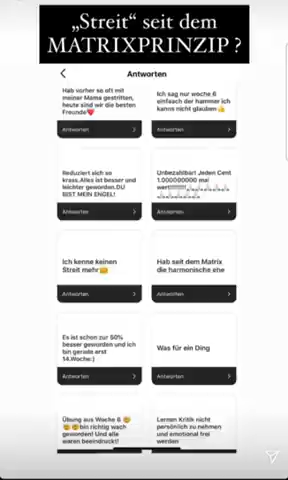 „Streit“ seit dem
MATRIXPRINZIP ?
Antworten
Hab vorher so oft mit
meiner Mama gestritten,
heute sind wir die besten
Freunde❤️
Antworten
Ich sag nur woche 6
einfaach der hammer ich
kanns nicht glauben👍
Antworten
Reduziert sich so
krass.Alles ist besser und
leichter geworden.DU
BIST MEIN ENGEL!
Antworten
Unbezahlbar! Jeden Cent
1.000000000 mal
wert!!!!!!
Antworten
Ich kenne keinen
Streit mehr
Antworten
Hab seit dem Matrix
die harmonische ehe
Antworten
Es ist schon zur 50%
besser geworden und ich
bin gerade erst
14.Woche:)
Antworten
Was für ein Ding
Antworten
Übung aus Woche 6
bin richtig wach
geworden! Und alle
waren beeindruckt!
Lernen Kritik nicht
persönlich zu nehmen
und emotional frei
werden